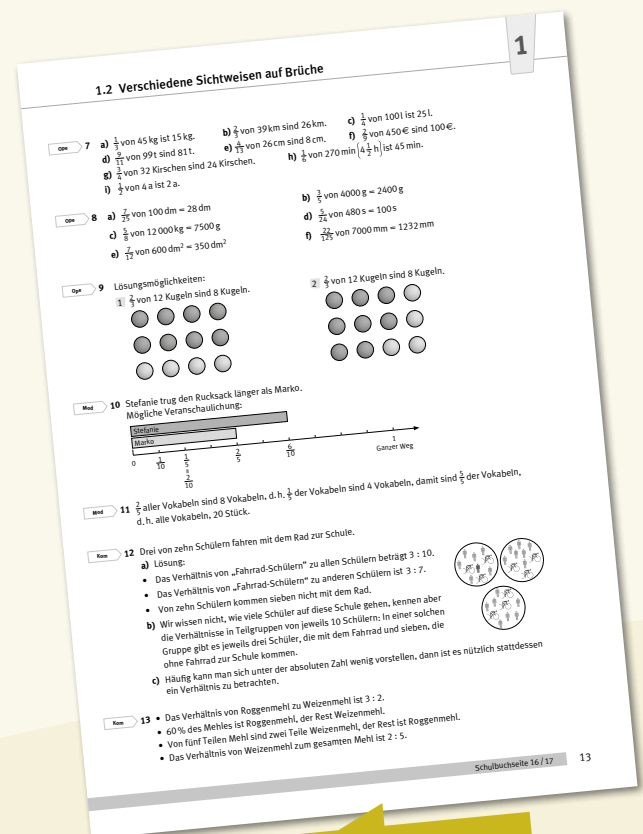 1
1.2 Verschiedene Sichtweisen auf Brüche
Ope 7 a) 1/3 von 45 kg ist 15 kg. b) 2/3 von 39 km sind 26 km. c) 1/4 von 100 l ist 25 l.
d) 9/11 von 99 t sind 81 t. e) 4/13 von 26 cm sind 8 cm. f) 2/9 von 450 € sind 100 €.
g) 3/4 von 32 Kirschen sind 24 Kirschen. h) 1/6 von 270 min (4 1/2 h) ist 45 min.
i) 1/2 von 4 a ist 2 a.
Ope 8 a) 7/25 von 100 dm = 28 dm b) 3/5 von 4000 g = 2400 g
c) 5/8 von 12 000 kg = 7500 g d) 5/24 von 480 s = 100 s
e) 7/12 von 600 dm² = 350 dm² f) 22/125 von 7000 mm = 1232 mm
Ope 9 Lösungsmöglichkeiten:
1 2/3 von 12 Kugeln sind 8 Kugeln. 2 2/3 von 12 Kugeln sind 8 Kugeln.
Mod 10 Stefanie trug den Rucksack länger als Marko.
Mögliche Veranschaulichung:
Stefanie
Marko
0 1/10 1/5 2/5 6/10 1
= Ganzer Weg
2/10
Mod 11 2/5 aller Vokabeln sind 8 Vokabeln, d. h. 1/5 der Vokabeln sind 4 Vokabeln, damit sind 5/5 der Vokabeln,
d. h. alle Vokabeln, 20 Stück.
Kom 12 Drei von zehn Schülern fahren mit dem Rad zur Schule.
a) Lösung:
• Das Verhältnis von „Fahrrad-Schülern“ zu allen Schülern beträgt 3 : 10.
• Das Verhältnis von „Fahrrad-Schülern“ zu anderen Schülern ist 3 : 7.
• Von zehn Schülern kommen sieben nicht mit dem Rad.
b) Wir wissen nicht, wie viele Schüler auf diese Schule gehen, kennen aber
die Verhältnisse in Teilgruppen von jeweils 10 Schülern: In einer solchen
Gruppe gibt es jeweils drei Schüler, die mit dem Fahrrad und sieben, die
ohne Fahrrad zur Schule kommen.
c) Häufig kann man sich unter der absoluten Zahl wenig vorstellen, dann ist es nützlich stattdessen
ein Verhältnis zu betrachten.
Kom 13 • Das Verhältnis von Roggenmehl zu Weizenmehl ist 3 : 2.
• 60 % des Mehles ist Roggenmehl, der Rest Weizenmehl.
• Von fünf Teilen Mehl sind zwei Teile Weizenmehl, der Rest ist Roggenmehl.
• Das Verhältnis von Weizenmehl zum gesamten Mehl ist 2 : 5.
Schulbuchseite 16 / 17 13